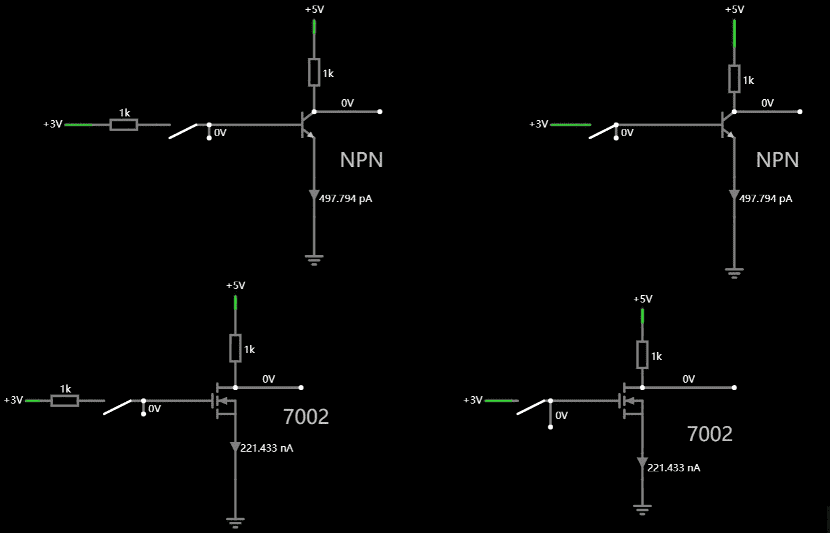 +5V
1k
0V
+3V
1k
0V
NPN
497.794 pA
+5V
1k
0V
+3V
0V
NPN
497.794 pA
+5V
1k
0V
+3V
1k
0V
7002
221.433 nA
+5V
1k
0V
+3V
0V
7002
221.433 nA